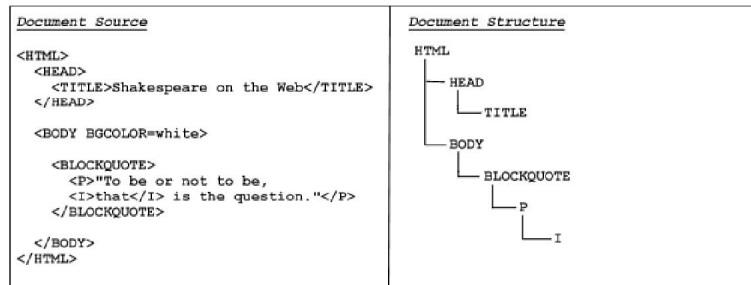 Document Source
<HTML>
<HEAD>
<TITLE>Shakespeare on the Web</TITLE>
</HEAD>
<BODY BGCOLOR=white>
<BLOCKQUOTE>
<P>"To be or not to be,
<I>that</I> is the question."</P>
</BLOCKQUOTE>
</BODY>
</HTML>
Document Structure
HTML
HEAD
TITLE
BODY
BLOCKQUOTE
P
I